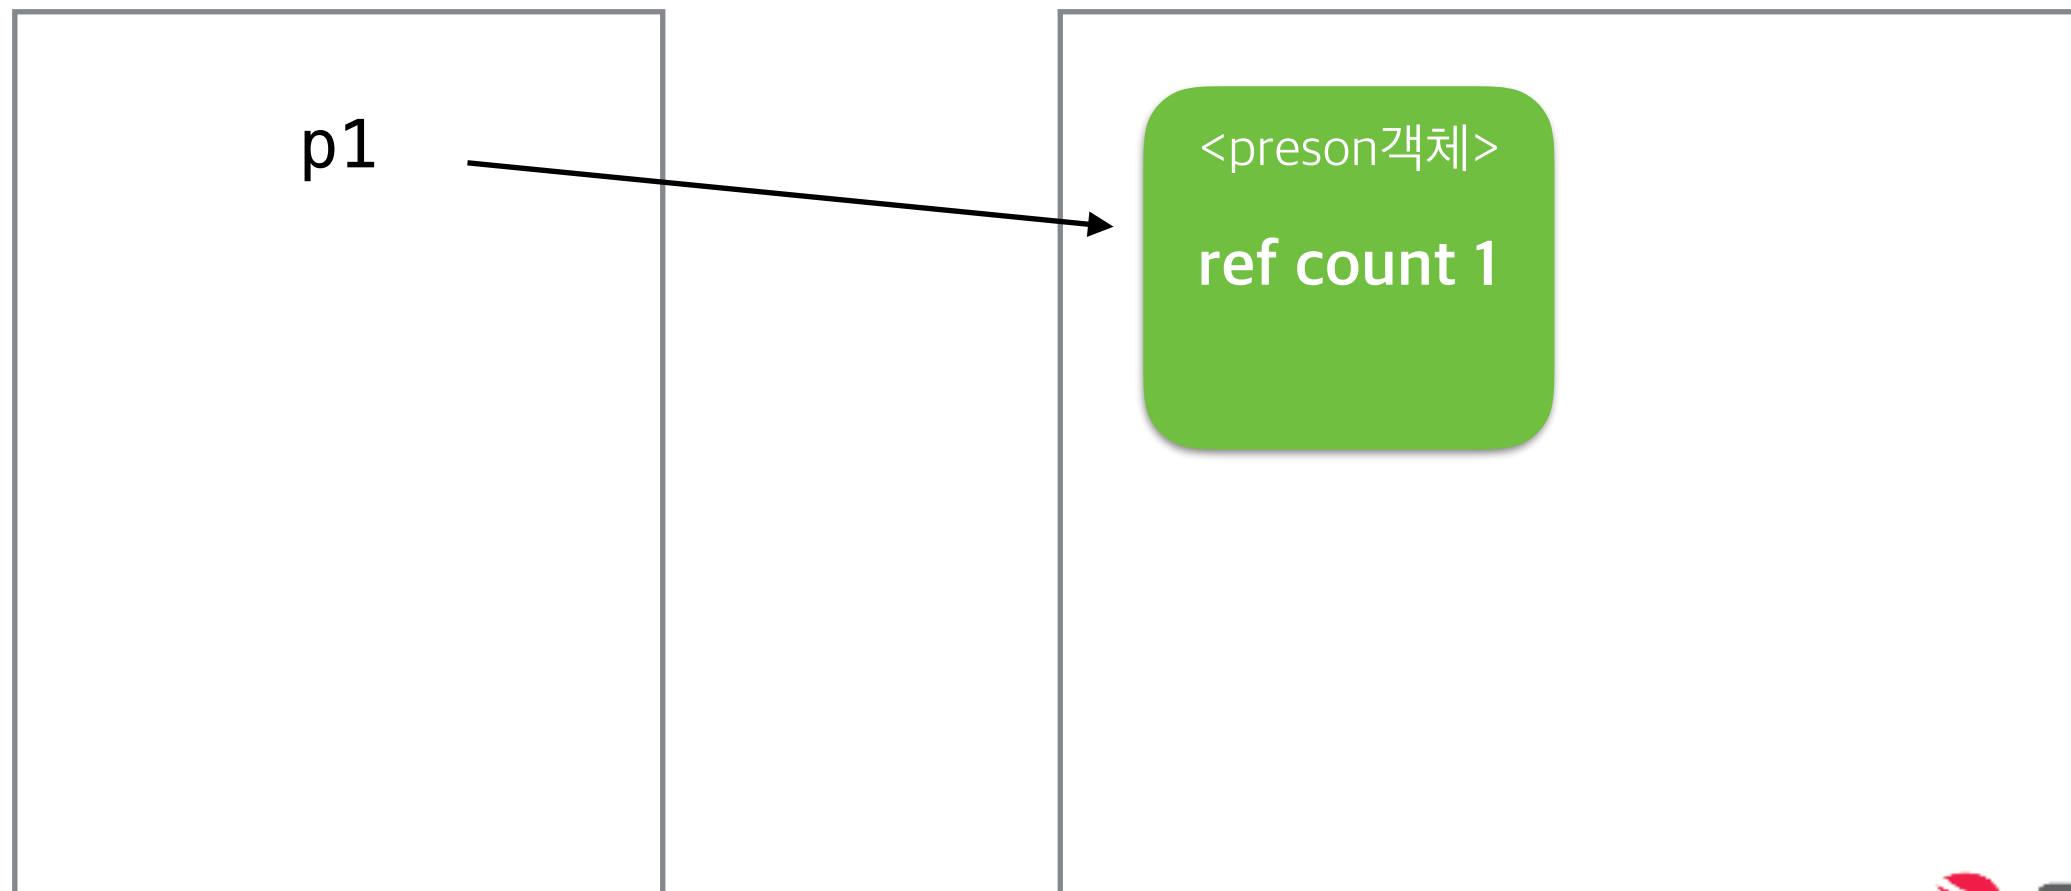 p1
<preson객체>
ref count 1